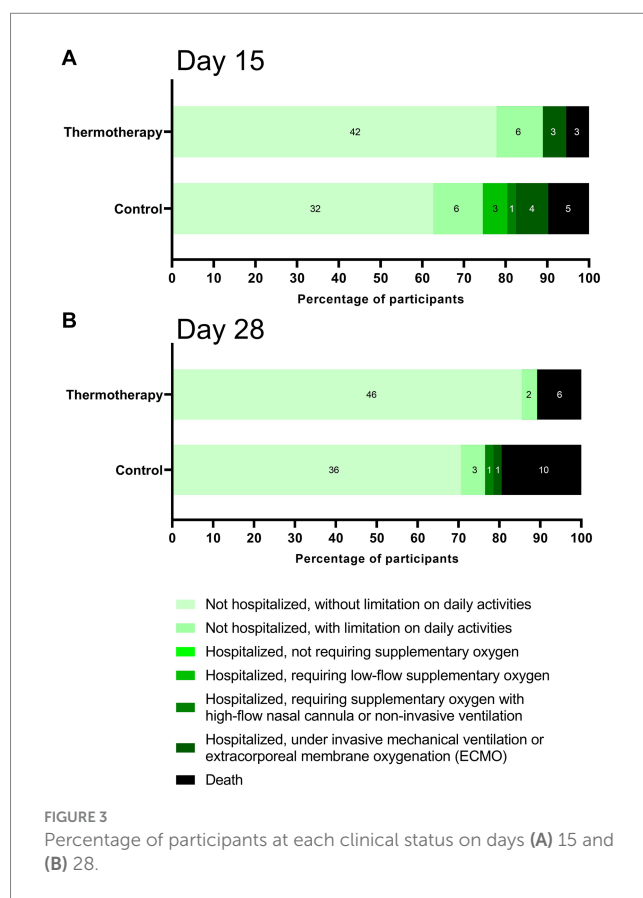 A
Day 15
Thermotherapy
42
6
3
3
Control
32
6
3
1
4
5
0 10 20 30 40 50 60 70 80 90 100
Percentage of participants
B
Day 28
Thermotherapy
46
2
6
Control
36
3
1
1
10
0 10 20 30 40 50 60 70 80 90 100
Percentage of participants
Not hospitalized, without limitation on daily activities
Not hospitalized, with limitation on daily activities
Hospitalized, not requiring supplementary oxygen
Hospitalized, requiring low-flow supplementary oxygen
Hospitalized, requiring supplementary oxygen with
high-flow nasal cannula or non-invasive ventilation
Hospitalized, under invasive mechanical ventilation or
extracorporeal membrane oxygenation (ECMO)
Death
FIGURE 3
Percentage of participants at each clinical status on days (A) 15 and
(B) 28.